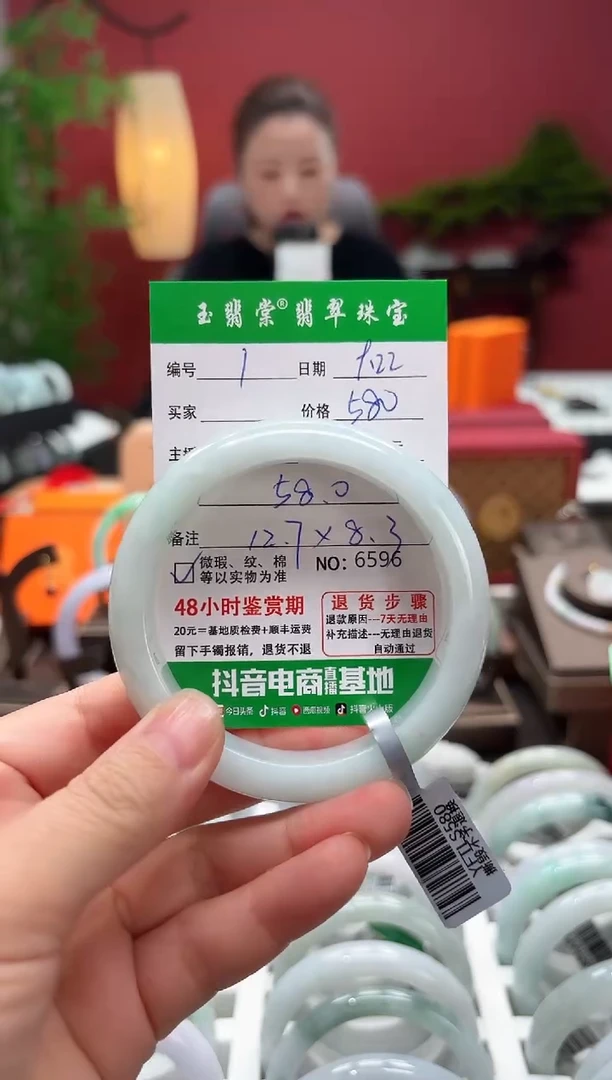 玉翡棠® 翡翠珠宝
编号 1 日期 1.22
买家 价格 580
58.0
备注 12.7×8.3
微瑕、纹、棉 NO: 6596
等以实物为准
48小时鉴赏期
20元=基地质检费+顺丰运费
留下手镯报销，退货不退
退货步骤
退款原因---7天无理由
补充描述---无理由退货
自动通过
抖音电商直播基地
今日头条 抖音 西瓜视频 抖音火山版